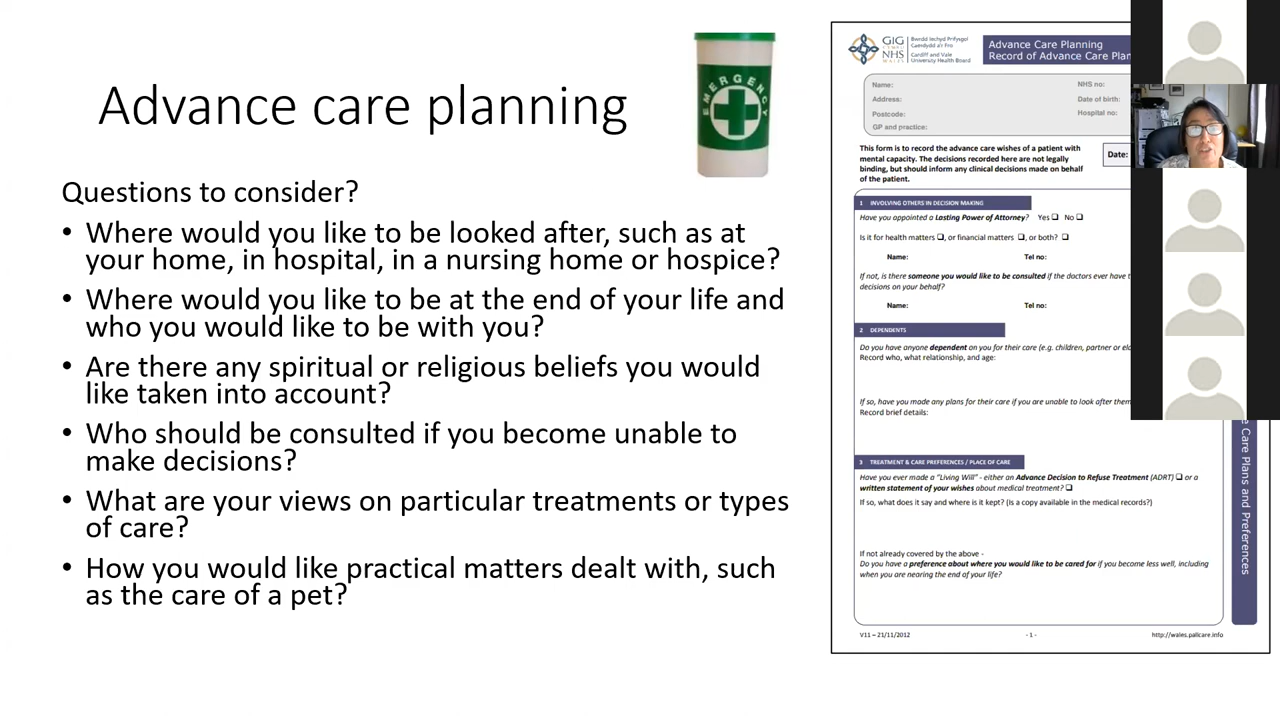 Advance care planning
Questions to consider?
• Where would you like to be looked after, such as at
your home, in hospital, in a nursing home or hospice?
• Where would you like to be at the end of your life and
who you would like to be with you?
• Are there any spiritual or religious beliefs you would
like taken into account?
• Who should be consulted if you become unable to
make decisions?
• What are your views on particular treatments or types
of care?
• How you would like practical matters dealt with, such
as the care of a pet?
EMERGENCY
GIG
CYMRU
NHS
WALES
Bwrdd Iechyd Prifysgol
Caerdydd a'r Fro
Cardiff and Vale
University Health Board
Advance Care Planning
Record of Advance Care Plan
Name:
NHS no:
Address:
Date of birth:
Postcode:
Hospital no:
GP and practice:
This form is to record the advance care wishes of a patient with
mental capacity. The decisions recorded here are not legally
binding, but should inform any clinical decisions made on behalf
of the patient.
Date:
1 INVOLVING OTHERS IN DECISION MAKING
Have you appointed a Lasting Power of Attorney? Yes ❑ No ❑
Is it for health matters ❑, or financial matters ❑, or both? ❑
Name: Tel no:
If not, is there someone you would like to be consulted if the doctors ever have
decisions on your behalf?
Name: Tel no:
2 DEPENDENTS
Do you have anyone dependent on you for their care (e.g. children, partner or
Record who, what relationship, and age:
If so, have you made any plans for their care if you are unable to look after them
Record brief details:
3 TREATMENT & CARE PREFERENCES / PLACE OF CARE
Have you ever made a "Living Will" - either an Advance Decision to Refuse Treatment (ADRT) ❑ or a
written statement of your wishes about medical treatment? ❑
If so, what does it say and where is it kept? (Is a copy available in the medical records?)
If not already covered by the above -
Do you have a preference about where you would like to be cared for if you become less well, including
when you are nearing the end of your life?
V11 – 21/11/2012
- 1 -
http://wales.pallcare.info
e Care Plans and Preferences